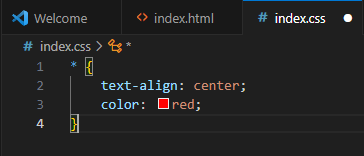 Welcome index.html index.css
index.css > *
1 * {
2 text-align: center;
3 color: red;
4 }